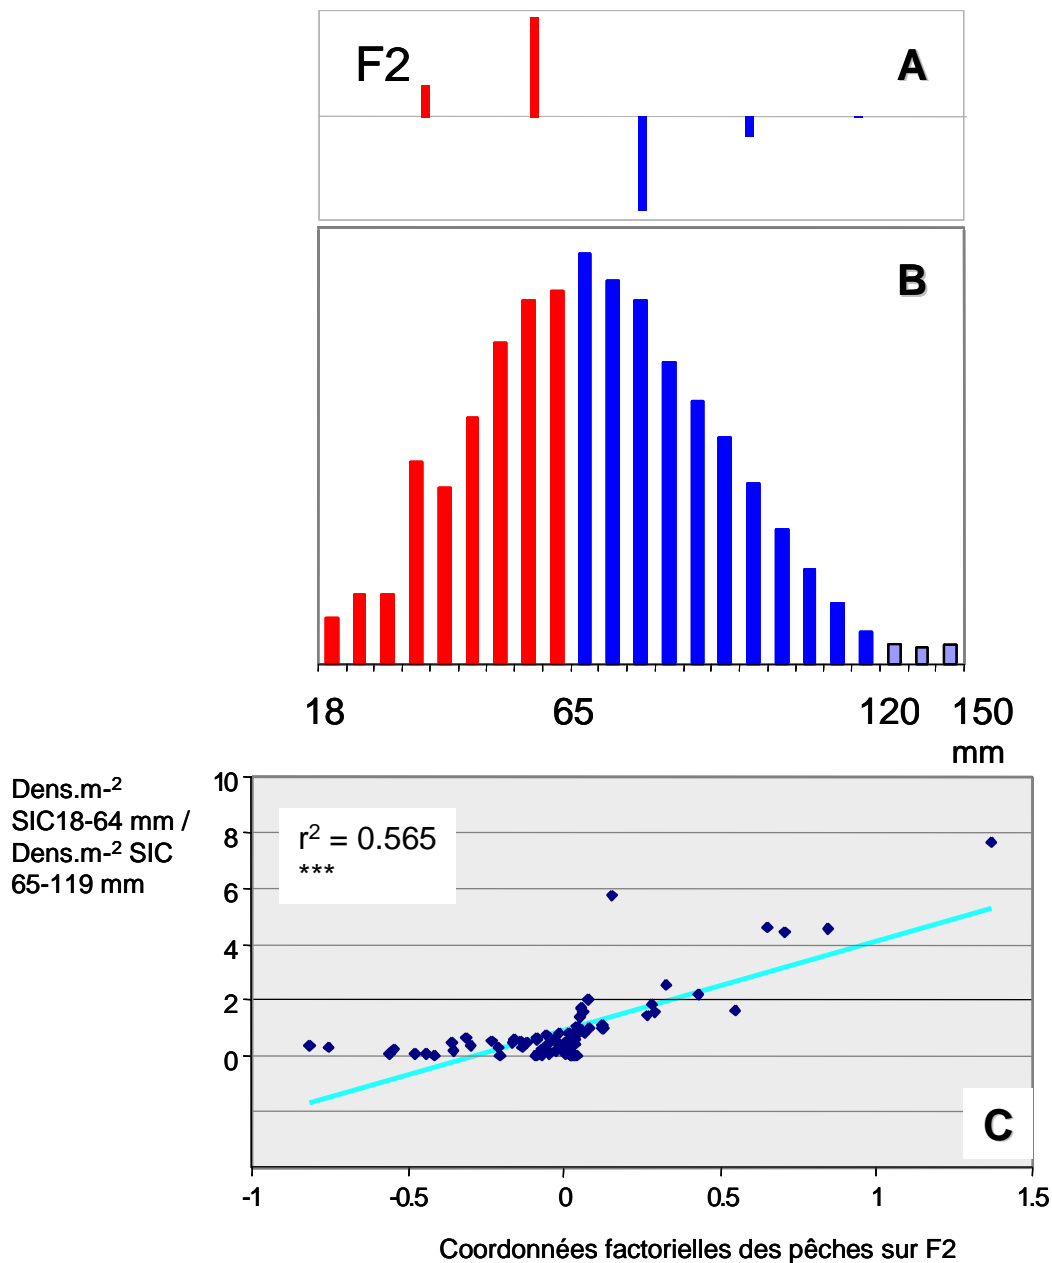 F2
A
B
18 65 120 150
mm
Dens.m-²
SIC18-64 mm /
Dens.m-² SIC
65-119 mm
10
8
6
4
2
0
r² = 0.565
***
C
-1 -0.5 0 0.5 1 1.5
Coordonnées factorielles des pêches sur F2